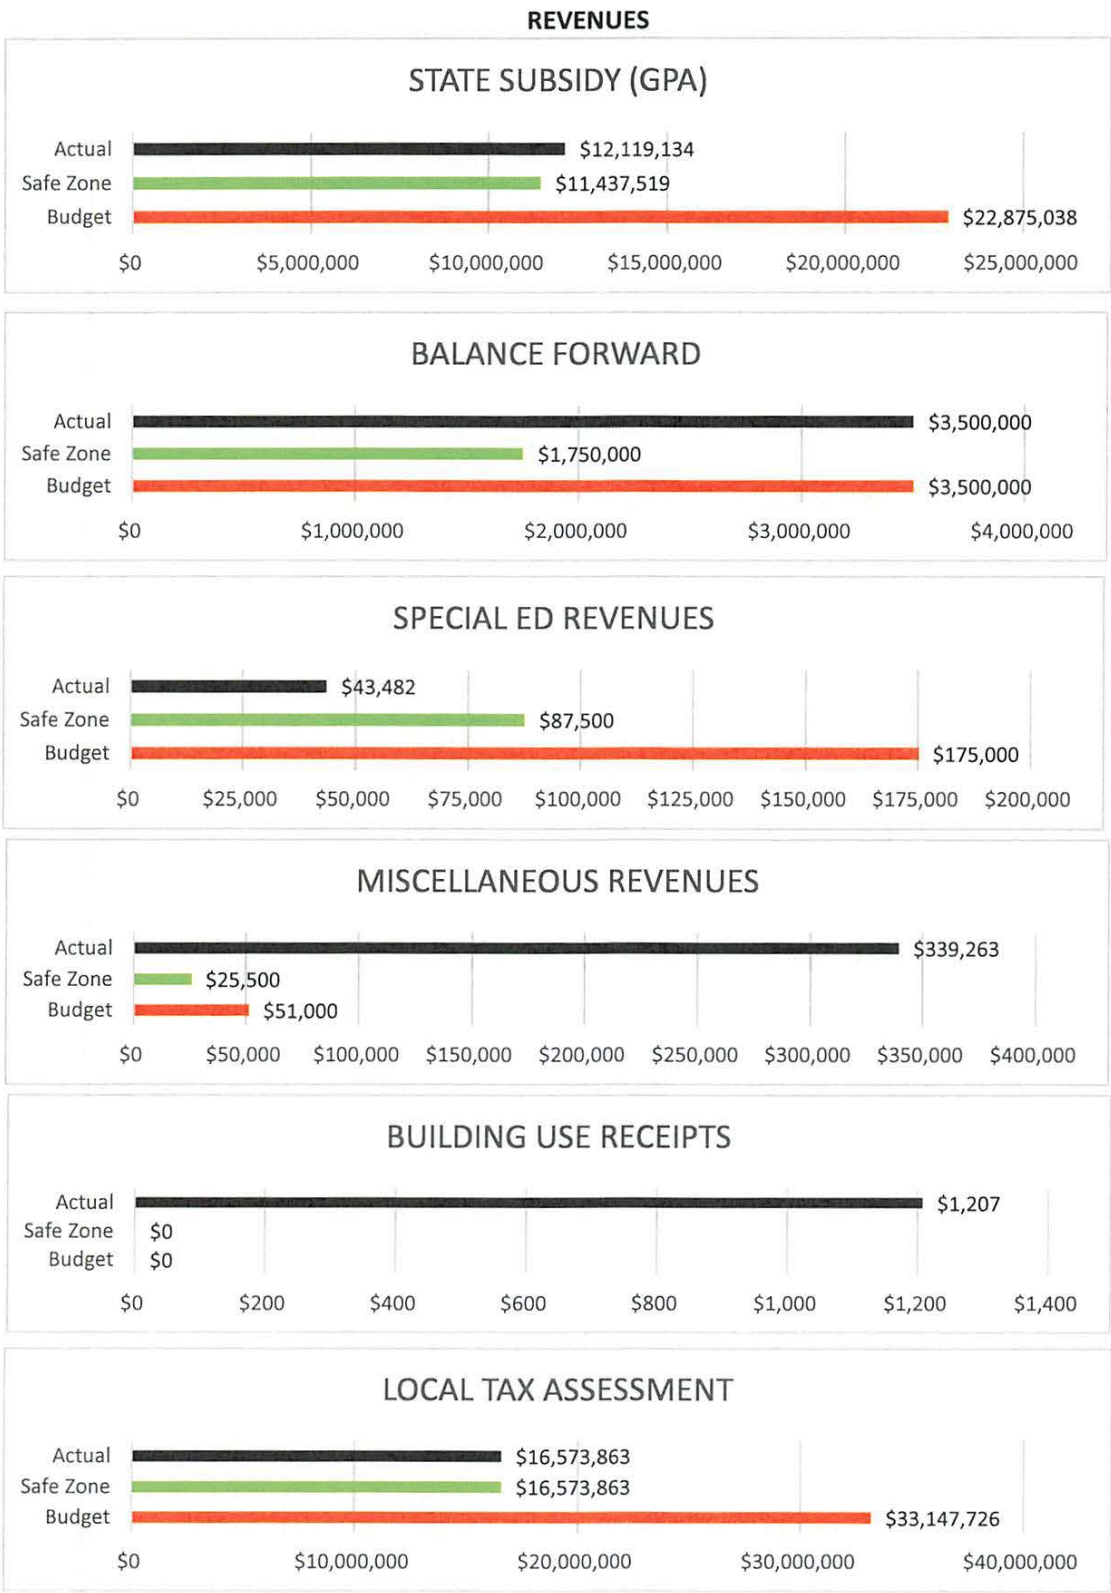 REVENUES
STATE SUBSIDY (GPA)
Actual $12,119,134
Safe Zone $11,437,519
Budget $22,875,038
$0 $5,000,000 $10,000,000 $15,000,000 $20,000,000 $25,000,000
BALANCE FORWARD
Actual $3,500,000
Safe Zone $1,750,000
Budget $3,500,000
$0 $1,000,000 $2,000,000 $3,000,000 $4,000,000
SPECIAL ED REVENUES
Actual $43,482
Safe Zone $87,500
Budget $175,000
$0 $25,000 $50,000 $75,000 $100,000 $125,000 $150,000 $175,000 $200,000
MISCELLANEOUS REVENUES
Actual $339,263
Safe Zone $25,500
Budget $51,000
$0 $50,000 $100,000 $150,000 $200,000 $250,000 $300,000 $350,000 $400,000
BUILDING USE RECEIPTS
Actual $1,207
Safe Zone $0
Budget $0
$0 $200 $400 $600 $800 $1,000 $1,200 $1,400
LOCAL TAX ASSESSMENT
Actual $16,573,863
Safe Zone $16,573,863
Budget $33,147,726
$0 $10,000,000 $20,000,000 $30,000,000 $40,000,000